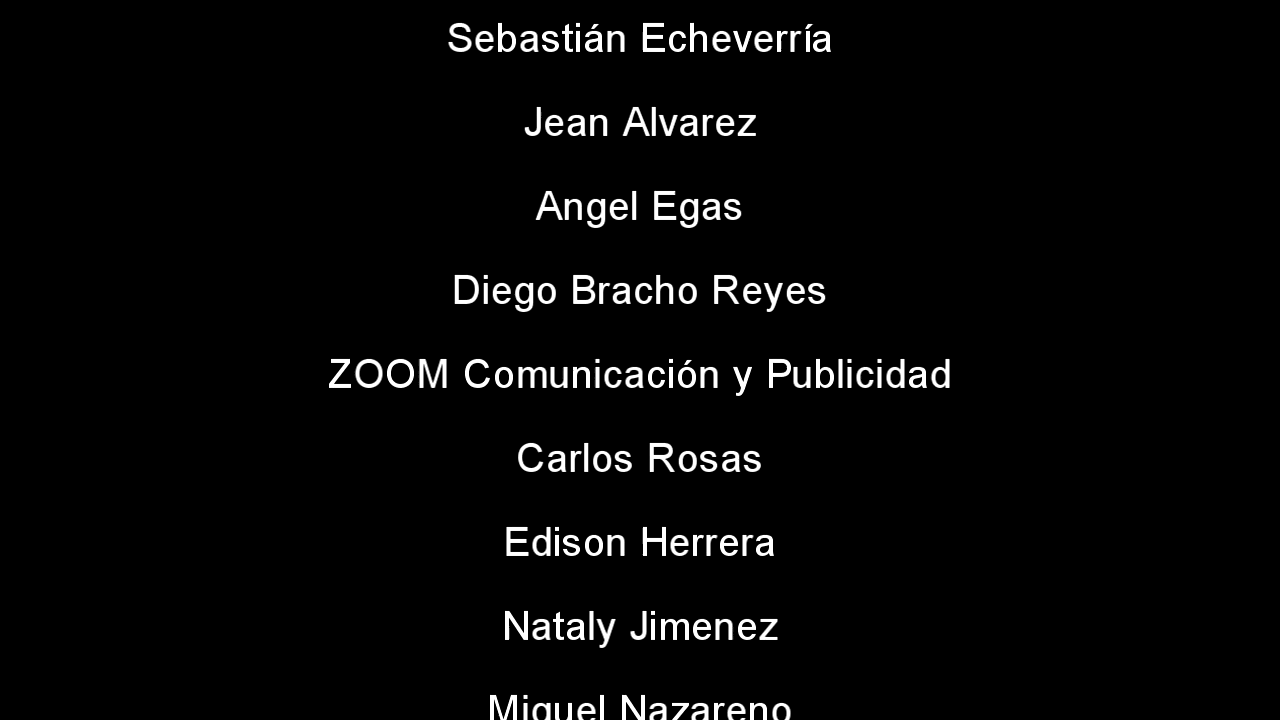 Sebastián Echeverría
Jean Alvarez
Angel Egas
Diego Bracho Reyes
ZOOM Comunicación y Publicidad
Carlos Rosas
Edison Herrera
Nataly Jimenez
Miguel Nazareno